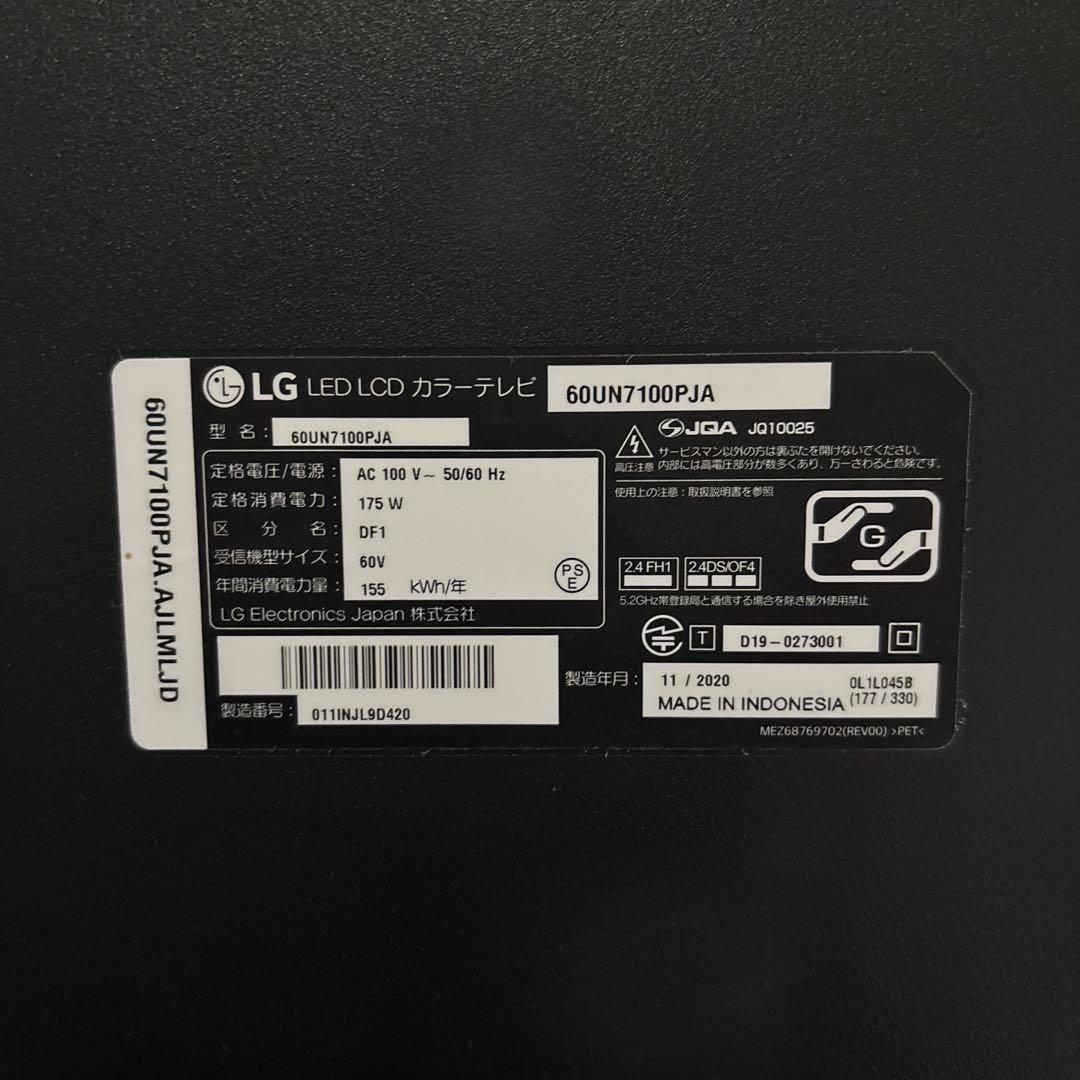 60UN7100PJA.AJLMLJD
LG LED LCD カラーテレビ 60UN7100PJA
型 名 : 60UN7100PJA
定格電圧/電源 : AC 100 V~ 50/60 Hz
定格消費電力 : 175 W
区 分 名 : DF1
受信機型サイズ : 60V
年間消費電力量 : 155 kWh/年
PS
E
LG Electronics Japan 株式会社
製造番号 : 011INJL9D420
JQA JQ10025
高圧注意
サービスマン以外の方は裏ぶたを開けないでください。
内部には高電圧部分が数多くあり、万一さわると危険です。
使用上の注意 : 取扱説明書を参照
G
2.4 FH1 2.4DS/OF4
5.2GHz帯登録局と通信する場合を除き屋外使用禁止
T D19-0273001
製造年月 : 11 / 2020 0L1L045B
MADE IN INDONESIA (177 / 330)
MEZ68769702(REV00) >PET<